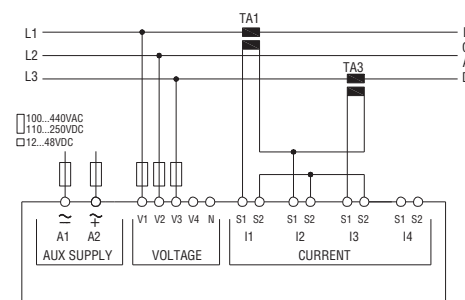 TA1
L1
L2
L3
TA3
L
O
A
D
100...440VAC
110...250VDC
12...48VDC
V1 V2 V3 V4 N
S1 S2 S1 S2 S1 S2 S1 S2
A1 A2
I1 I2 I3 I4
AUX SUPPLY VOLTAGE CURRENT